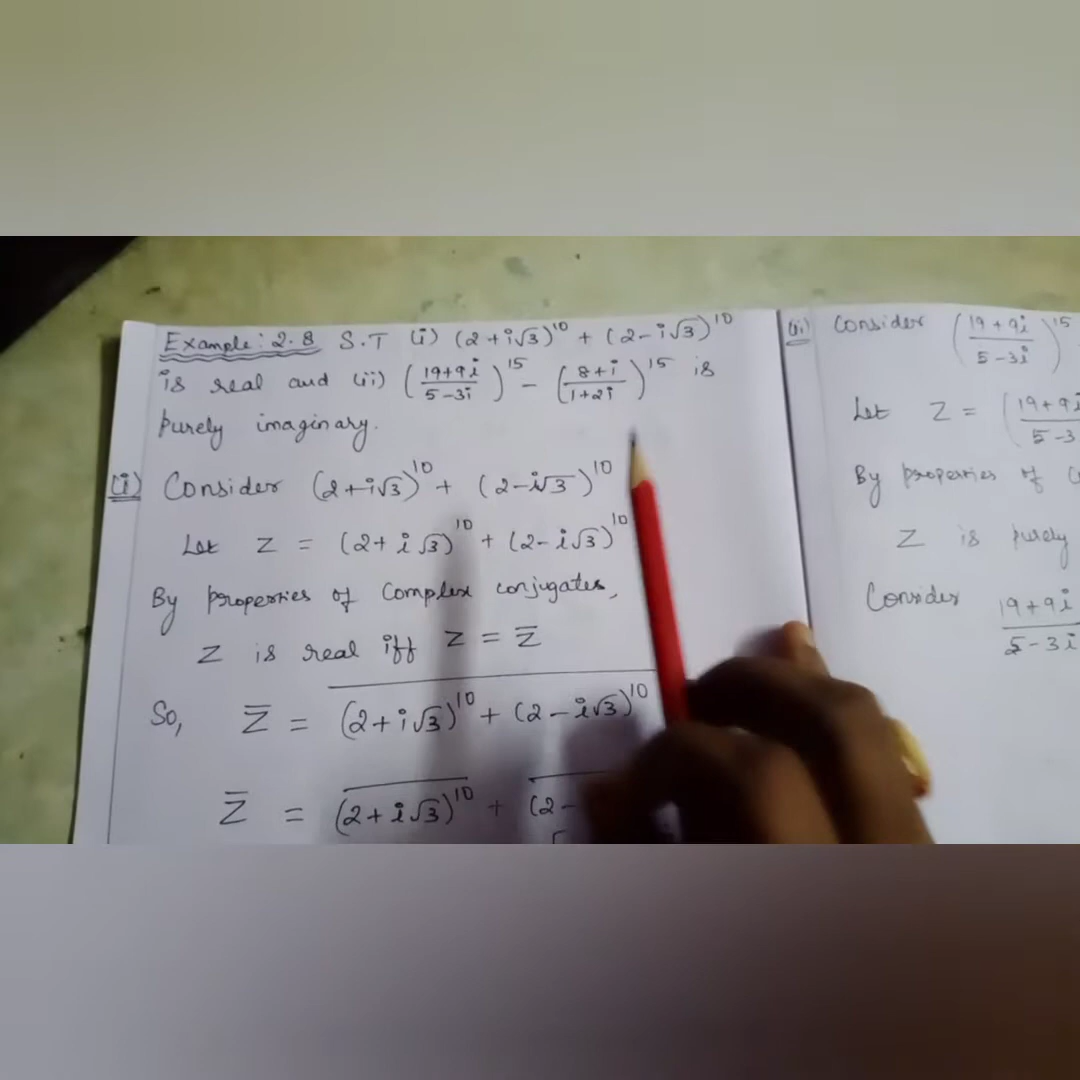 Example: 2.8 S.T (i) (2+i√3)¹⁰ + (2-i√3)¹⁰
is real and (ii) (19+9i / 5-3i)¹⁵ - (8+i / 1+2i)¹⁵ is
purely imaginary.
(i) Consider (2+i√3)¹⁰ + (2-i√3)¹⁰
Let z = (2+i√3)¹⁰ + (2-i√3)¹⁰
By properties of complex conjugates,
z is real iff z = z̅
So, z̅ = \overline{(2+i√3)¹⁰ + (2-i√3)¹⁰}
z̅ = \overline{(2+i√3)¹⁰} + \overline{(2-
(ii) Consider (19+9i / 5-3i)¹⁵
Let z = (19+9i / 5-3
By properties of
z is purely
Consider 19+9i / 5-3i